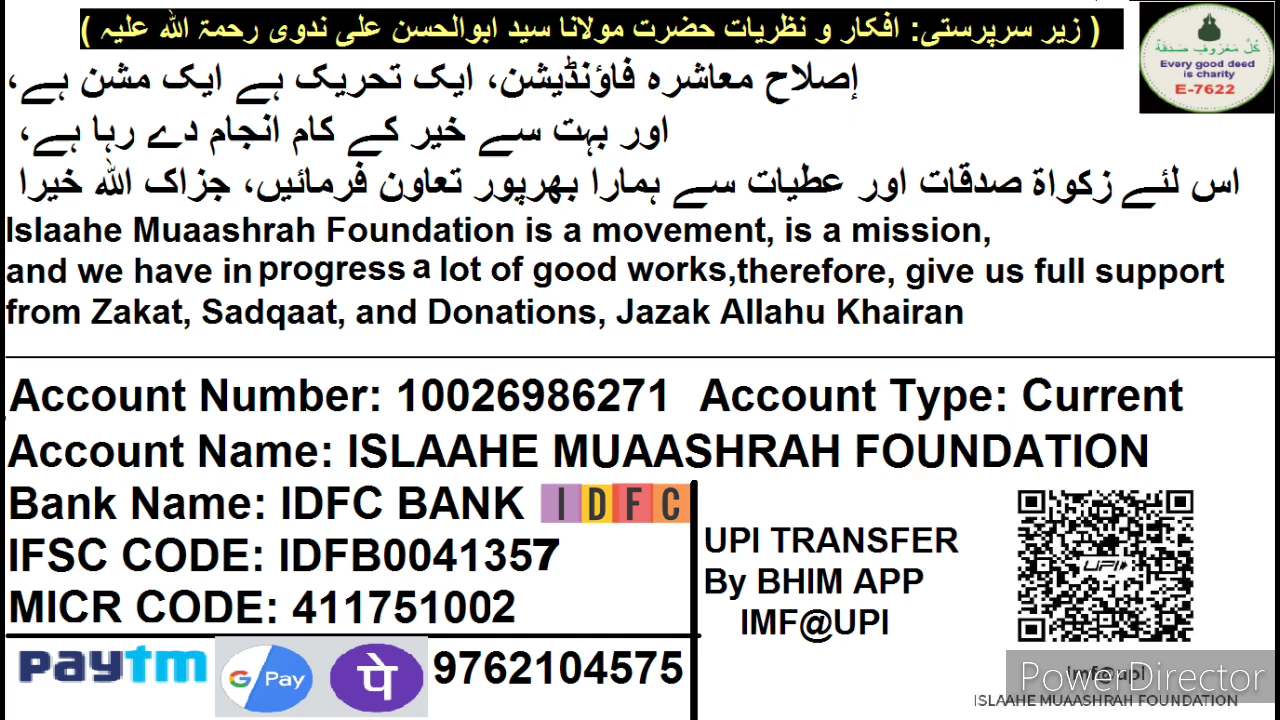 ( زیر سرپرستی: افکار و نظریات حضرت مولانا سید ابوالحسن علی ندوی رحمۃ اللہ علیہ )
كُلُّ مَعْرُوفٍ صَدَقَةٌ
Every good deed
is charity
E-7622
إصلاح معاشرہ فاؤنڈیشن، ایک تحریک ہے ایک مشن ہے،
اور بہت سے خیر کے کام انجام دے رہا ہے،
اس لئے زکواة صدقات اور عطیات سے ہمارا بھرپور تعاون فرمائیں، جزاک اللہ خیرا
Islaahe Muaashrah Foundation is a movement, is a mission,
and we have in progress a lot of good works,therefore, give us full support
from Zakat, Sadqaat, and Donations, Jazak Allahu Khairan
Account Number: 10026986271 Account Type: Current
Account Name: ISLAAHE MUAASHRAH FOUNDATION
Bank Name: IDFC BANK IDFC
IFSC CODE: IDFB0041357
MICR CODE: 411751002
UPI TRANSFER
By BHIM APP
IMF@UPI
UPI
paytm G Pay पे 9762104575
imf@upi
PowerDirector
ISLAAHE MUAASHRAH FOUNDATION